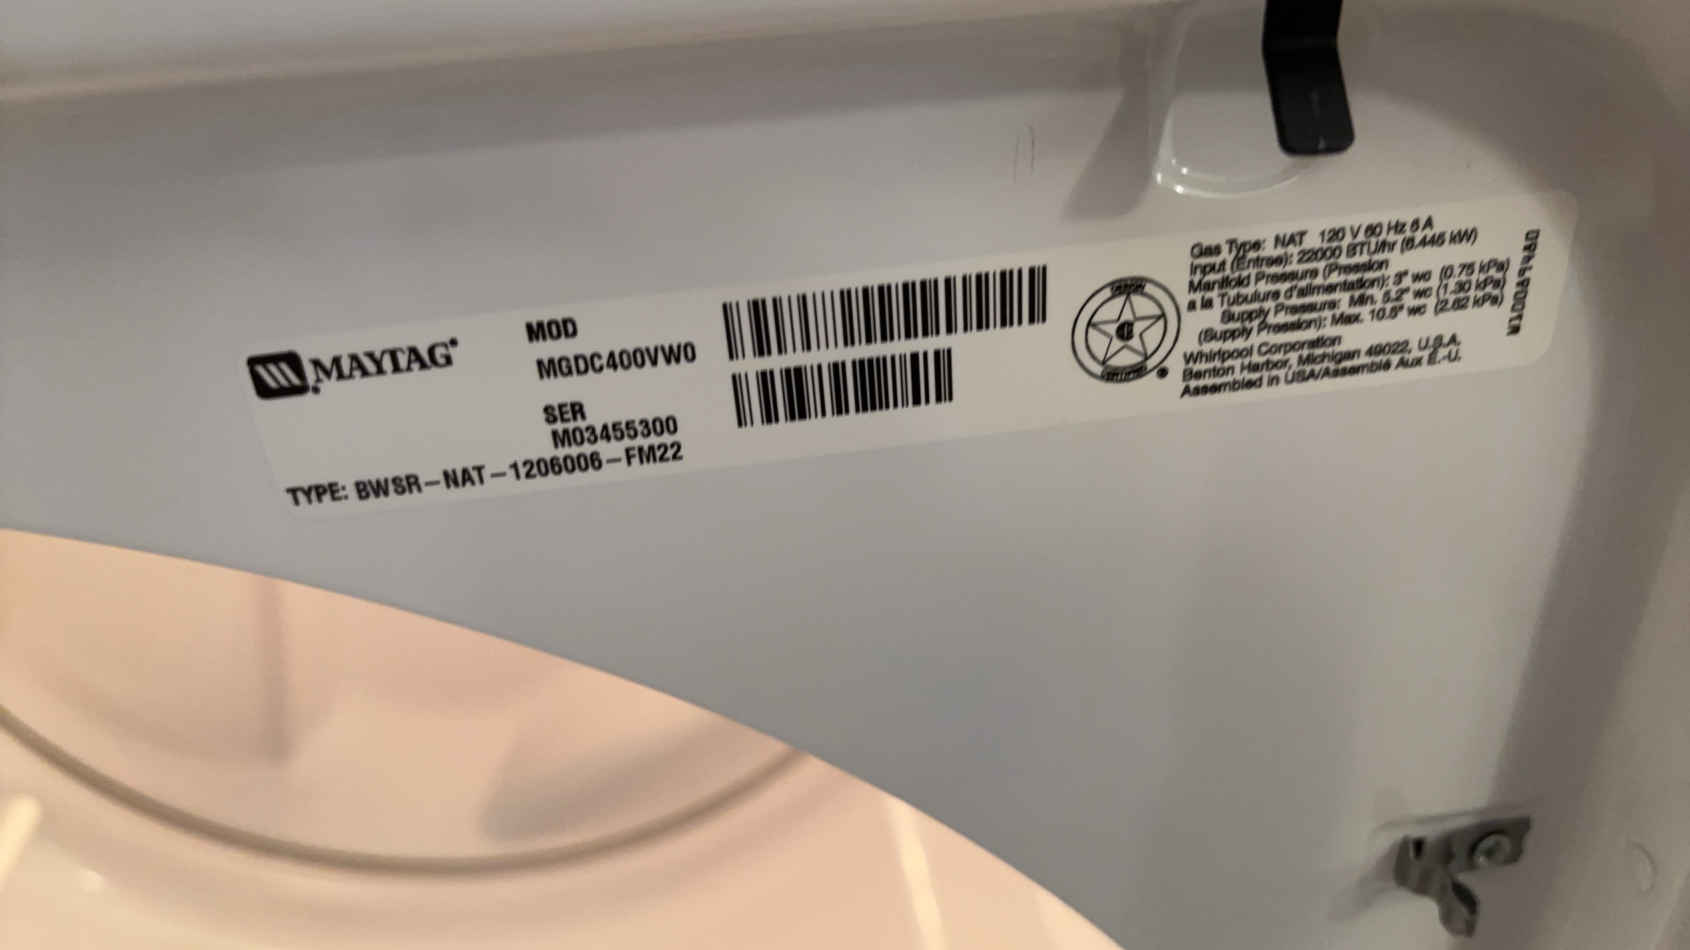 MAYTAG®
MOD
MGDC400VW0
SER
M03455300
TYPE: BWSR-NAT-1206006-FM22
Gas Type: NAT 120 V 60 Hz 6 A
Input (Entree): 22000 BTU/hr (6.446 kW)
Manifold Pressure (Pression
a la Tubulure d'alimentation): 3" wc (0.75 kPa)
Supply Pressure: Min. 5.2" wc (1.30 kPa)
(Supply Pression): Max. 10.5" wc (2.62 kPa)
Whirlpool Corporation
Benton Harbor, Michigan 49022, U.S.A.
Assembled in USA/Assemblé Aux É.-U.